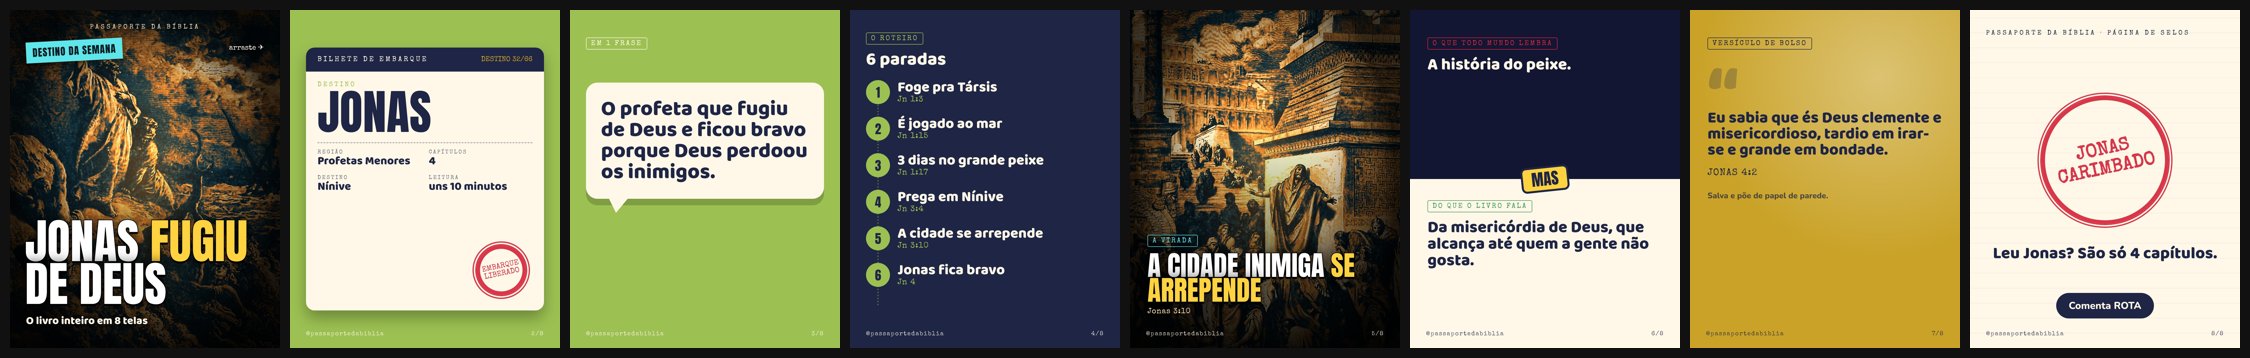 PASSAPORTE DA BÍBLIA
DESTINO DA SEMANA
arraste →
JONAS FUGIU
DE DEUS
O livro inteiro em 8 telas
BILHETE DE EMBARQUE
DESTINO 32/66
DESTINO
JONAS
REGIÃO
Profetas Menores
CAPÍTULOS
4
DESTINO
Nínive
LEITURA
uns 10 minutos
EMBARQUE
LIBERADO
@passaportedabiblia
2/8
EM 1 FRASE
O profeta que fugiu
de Deus e ficou bravo
porque Deus perdoou
os inimigos.
@passaportedabiblia
3/8
O ROTEIRO
6 paradas
1
Foge pra Társis
Jn 1:3
2
É jogado ao mar
Jn 1:15
3
3 dias no grande peixe
Jn 1:17
4
Prega em Nínive
Jn 3:4
5
A cidade se arrepende
Jn 3:10
6
Jonas fica bravo
Jn 4
@passaportedabiblia
4/8
A VIRADA
A CIDADE INIMIGA SE
ARREPENDE
Jonas 3:10
5/8
O QUE TODO MUNDO LEMBRA
A história do peixe.
MAS
DO QUE O LIVRO FALA
Da misericórdia de Deus, que
alcança até quem a gente não
gosta.
@passaportedabiblia
6/8
VERSÍCULO DE BOLSO
“
Eu sabia que és Deus clemente e
misericordioso, tardio em irar-
se e grande em bondade.
JONAS 4:2
Salva e põe de papel de parede.
@passaportedabiblia
7/8
PASSAPORTE DA BÍBLIA · PÁGINA DE SELOS
JONAS
CARIMBADO
Leu Jonas? São só 4 capítulos.
Comenta ROTA
@passaportedabiblia
8/8